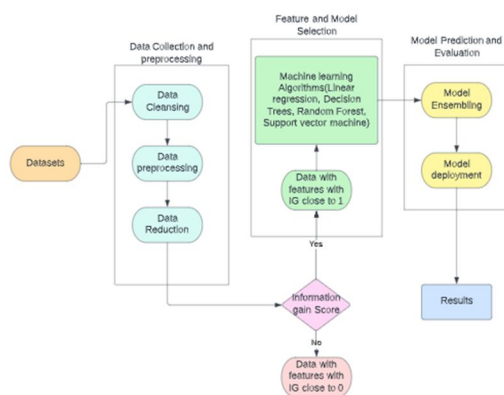 Data Collection and
preprocessing
Data
Cleansing
Datasets
Data
preprocessing
Data
Reduction
Feature and Model
Selection
Machine learning
Algorithms(Linear
regression, Decision
Trees, Random Forest,
Support vector machine)
Data with
features with
IG close to 1
Yes
Information
gain Score
No
Data with
features with
IG close to 0
Model Prediction and
Evaluation
Model
Ensembling
Model
deployment
Results